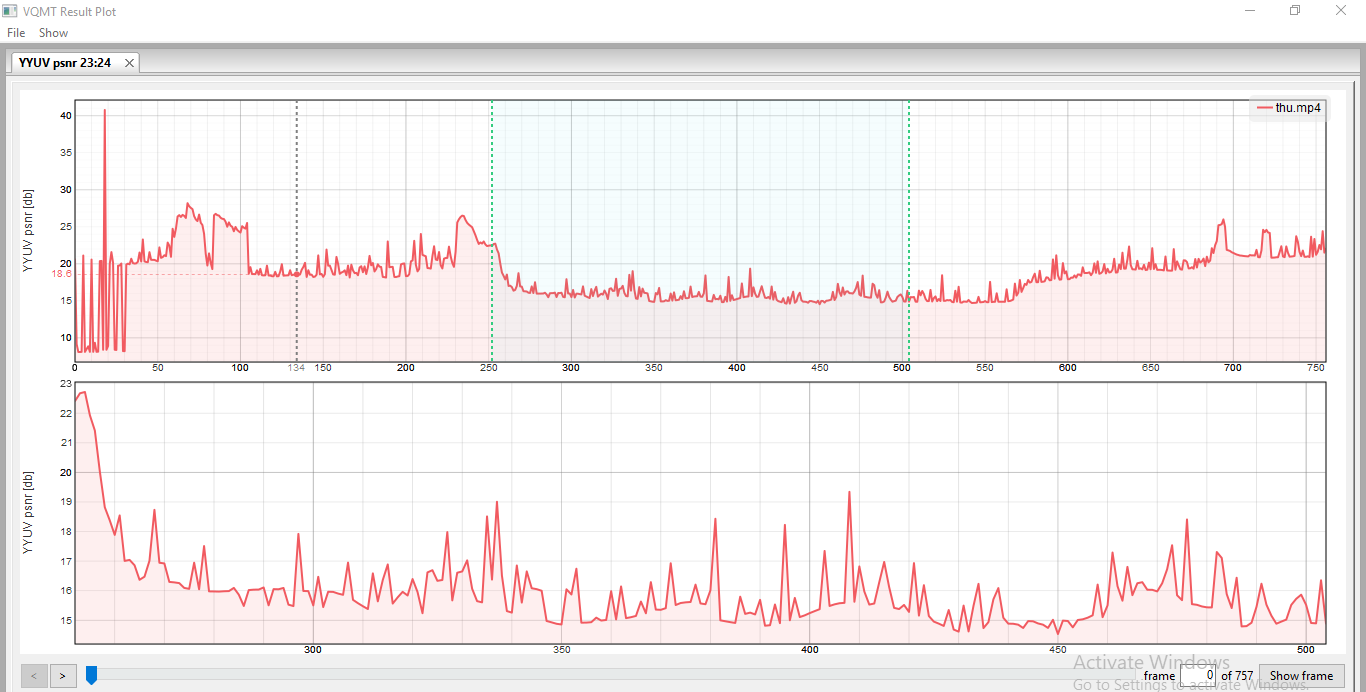 VQMT Result Plot
File Show
YYUV psnr 23:24
thu.mp4
YYUV psnr [db]
40
35
30
25
20
18.6
15
10
0 50 100 134 150 200 250 300 350 400 450 500 550 600 650 700 750
YYUV psnr [db]
23
22
21
20
19
18
17
16
15
300 350 400 450 500
Activate Windows
< > frame 0 of 757 Show frame
Go to Settings to activate Windows.